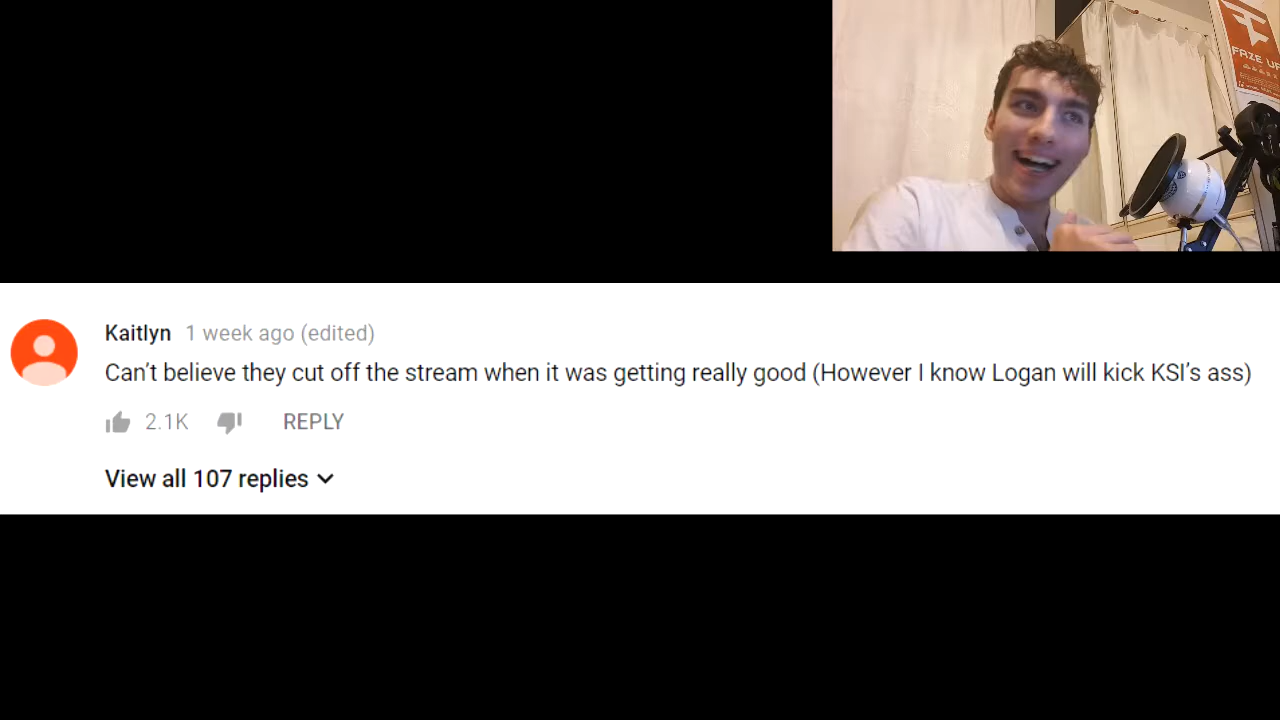 FAZE UP
Kaitlyn 1 week ago (edited)
Can't believe they cut off the stream when it was getting really good (However I know Logan will kick KSI's ass)
2.1K REPLY
View all 107 replies